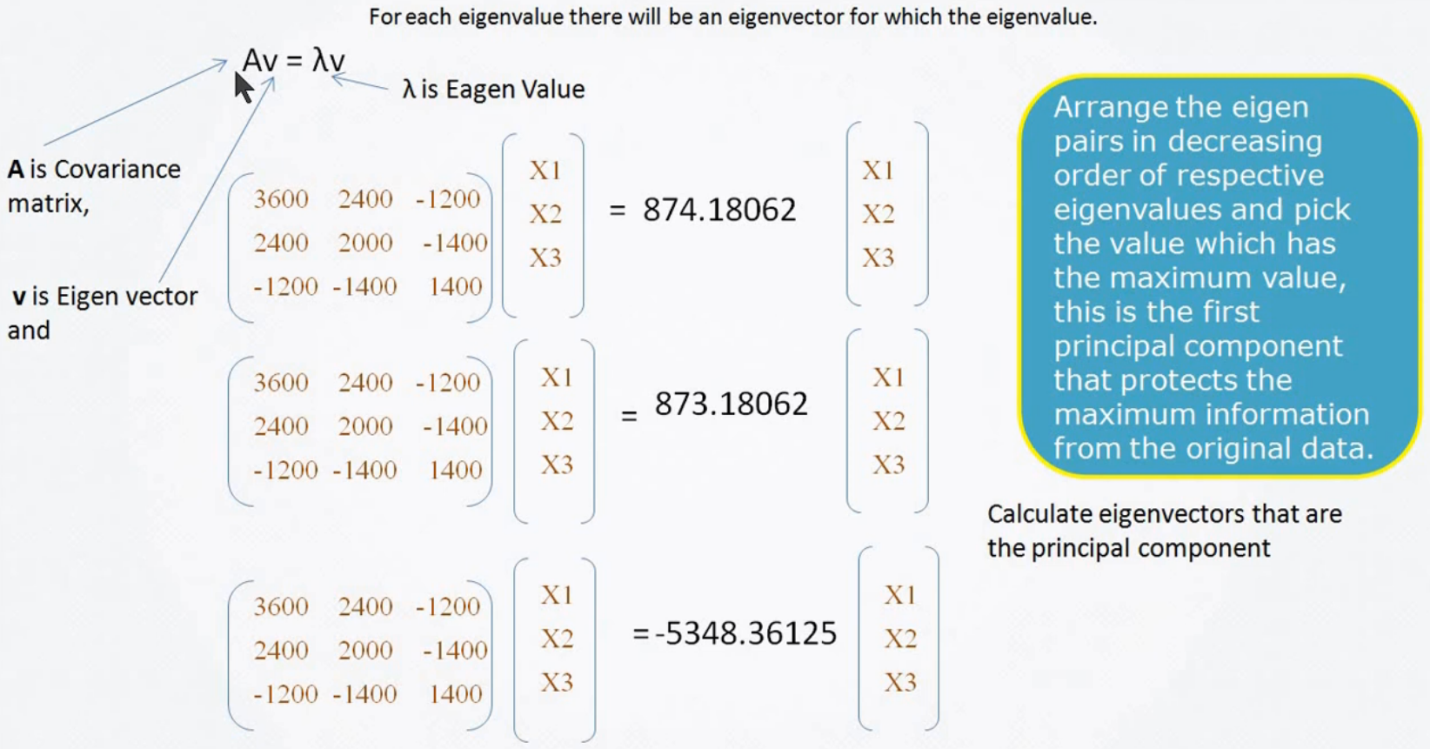 For each eigenvalue there will be an eigenvector for which the eigenvalue.
Av = λv
λ is Eagen Value
A is Covariance
matrix,
v is Eigen vector
and
3600 2400 -1200
2400 2000 -1400
-1200 -1400 1400
X1
X2
X3
= 874.18062
X1
X2
X3
3600 2400 -1200
2400 2000 -1400
-1200 -1400 1400
X1
X2
X3
= 873.18062
X1
X2
X3
3600 2400 -1200
2400 2000 -1400
-1200 -1400 1400
X1
X2
X3
= -5348.36125
X1
X2
X3
Arrange the eigen
pairs in decreasing
order of respective
eigenvalues and pick
the value which has
the maximum value,
this is the first
principal component
that protects the
maximum information
from the original data.
Calculate eigenvectors that are
the principal component